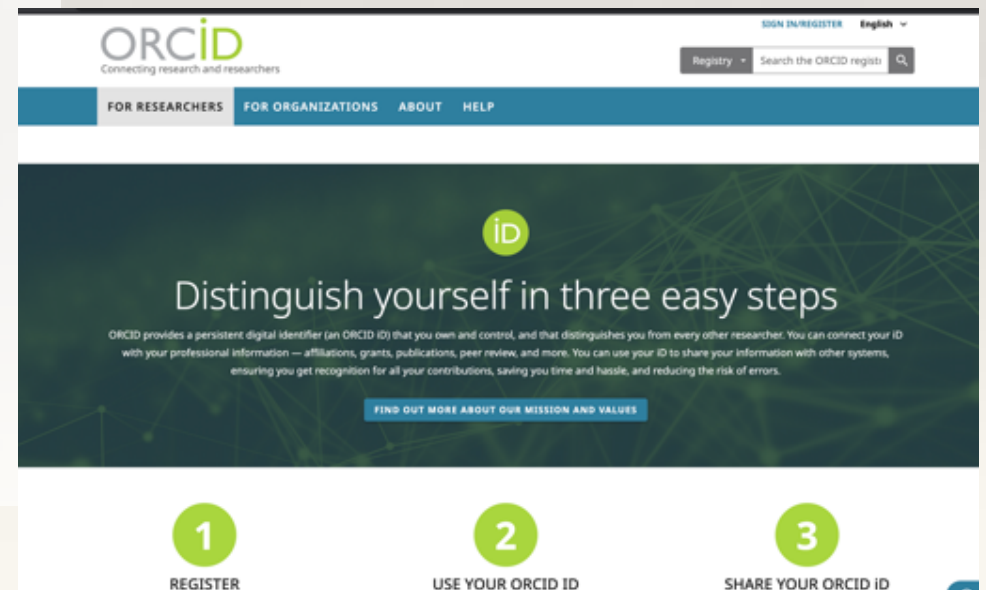 SIGN IN/REGISTER English
ORCiD
Connecting research and researchers
Registry Search the ORCID regist
FOR RESEARCHERS FOR ORGANIZATIONS ABOUT HELP
iD
Distinguish yourself in three easy steps
ORCID provides a persistent digital identifier (an ORCID iD) that you own and control, and that distinguishes you from every other researcher. You can connect your iD
with your professional information — affiliations, grants, publications, peer review, and more. You can use your iD to share your information with other systems,
ensuring you get recognition for all your contributions, saving you time and hassle, and reducing the risk of errors.
FIND OUT MORE ABOUT OUR MISSION AND VALUES
1 2 3
REGISTER USE YOUR ORCID ID SHARE YOUR ORCID iD